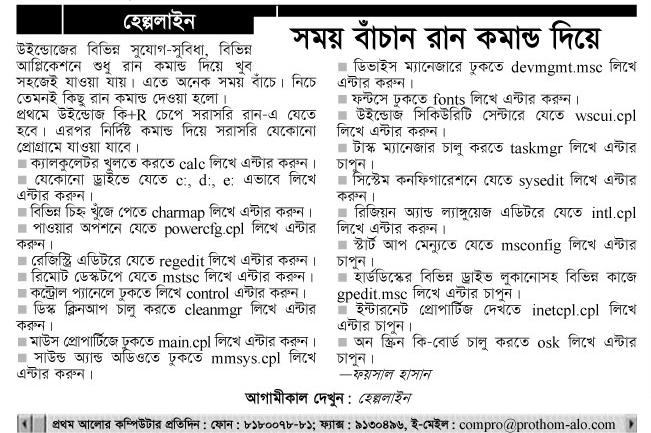 হেল্পলাইন
সময় বাঁচান রান কমান্ড দিয়ে
উইন্ডোজের বিভিন্ন সুযোগ-সুবিধা, বিভিন্ন
আপ্লিকেশনে শুধু রান কমান্ড দিয়ে খুব
সহজেই যাওয়া যায়। এতে অনেক সময় বাঁচে। নিচে
তেমনই কিছু রান কমান্ড দেওয়া হলো।
প্রথমে উইন্ডোজ কি+R চেপে সরাসরি রান-এ যেতে
হবে। এরপর নির্দিষ্ট কমান্ড দিয়ে সরাসরি যেকোনো
প্রোগ্রামে যাওয়া যাবে।
■ ক্যালকুলেটর খুলতে করতে calc লিখে এন্টার করুন।
■ যেকোনো ড্রাইভে যেতে c:, d:, e: এভাবে লিখে
এন্টার করুন।
■ বিভিন্ন চিহ্ন খুঁজে পেতে charmap লিখে এন্টার করুন।
■ পাওয়ার অপশনে যেতে powercfg.cpl লিখে এন্টার
করুন।
■ রেজিস্ট্রি এডিটরে যেতে regedit লিখে এন্টার করুন।
■ রিমোট ডেস্কটপে যেতে mstsc লিখে এন্টার করুন।
■ কন্ট্রোল প্যানেলে ঢুকতে লিখে control এন্টার করুন।
■ ডিস্ক ক্লিনআপ চালু করতে cleanmgr লিখে এন্টার
করুন।
■ মাউস প্রোপার্টিজে ঢুকতে main.cpl লিখে এন্টার করুন।
■ সাউন্ড অ্যান্ড অডিওতে ঢুকতে mmsys.cpl লিখে
এন্টার করুন।
■ ডিভাইস ম্যানেজারে ঢুকতে devmgmt.msc লিখে
এন্টার করুন।
■ ফন্টসে ঢুকতে fonts লিখে এন্টার করুন।
■ উইন্ডোজ সিকিউরিটি সেন্টারে যেতে wscui.cpl
লিখে এন্টার করুন।
■ টাস্ক ম্যানেজার চালু করতে taskmgr লিখে এন্টার
চাপুন।
■ সিস্টেম কনফিগারেশনে যেতে sysedit লিখে এন্টার
করুন।
■ রিজিয়ন অ্যান্ড ল্যাঙ্গুয়েজ এডিটরে যেতে intl.cpl
লিখে এন্টার করুন।
■ স্টার্ট আপ মেন্যুতে যেতে msconfig লিখে এন্টার
চাপুন।
■ হার্ডডিস্কের বিভিন্ন ড্রাইভ লুকানোসহ বিভিন্ন কাজে
gpedit.msc লিখে এন্টার চাপুন।
■ ইন্টারনেট প্রোপার্টিজ দেখতে inetcpl.cpl লিখে
এন্টার চাপুন।
■ অন স্ক্রিন কি-বোর্ড চালু করতে osk লিখে এন্টার
চাপুন।
—ফয়সাল হাসান
আগামীকাল দেখুন : হেল্পলাইন
প্রথম আলোর কম্পিউটার প্রতিদিন : ফোন : ৮১৮০০৭৮-৮১; ফ্যাক্স : ৯১৩০৪৯৬, ই-মেইল : compro@prothom-alo.com